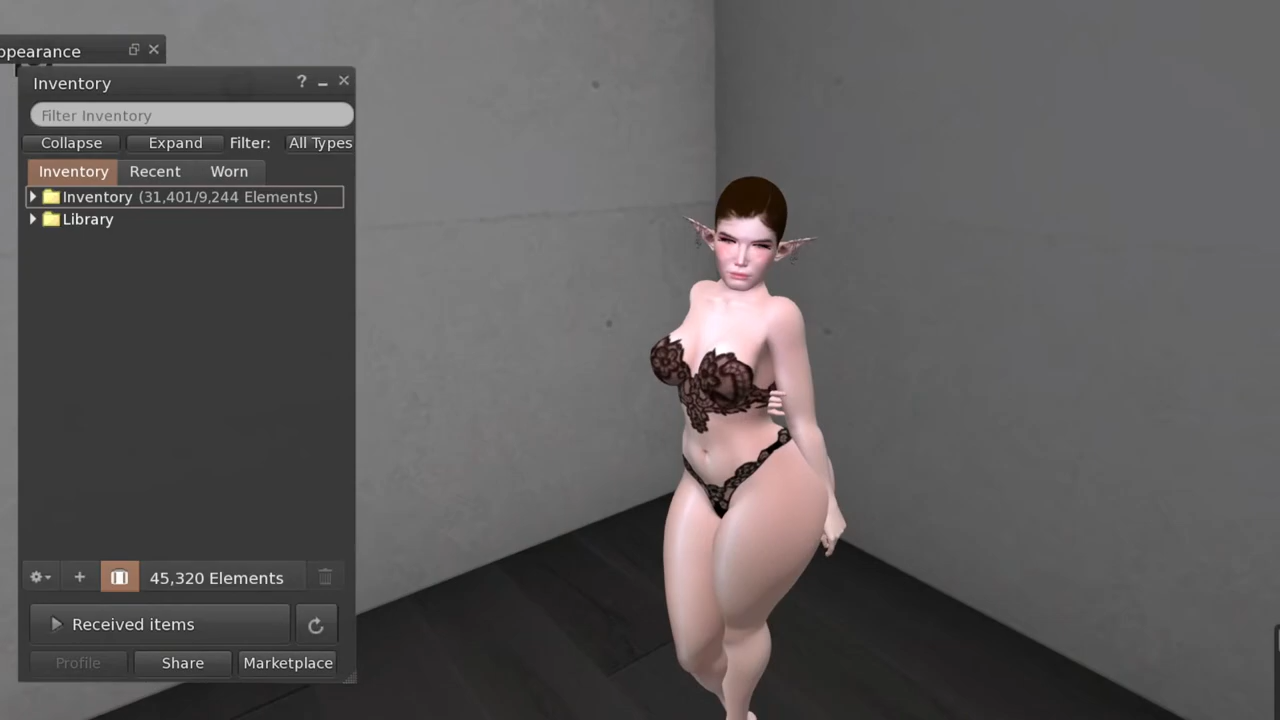 ppearance
Inventory
Filter Inventory
Collapse Expand Filter: All Types
Inventory Recent Worn
Inventory (31,401/9,244 Elements)
Library
45,320 Elements
Received items
Profile Share Marketplace